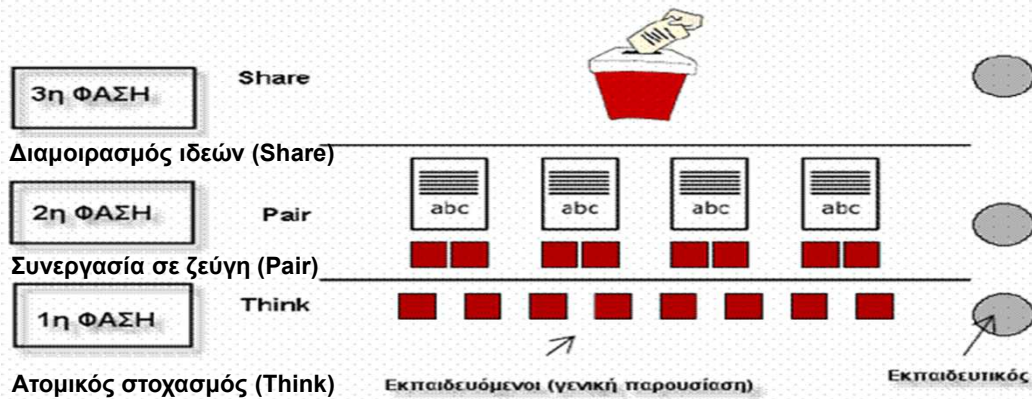 3η ΦΑΣΗ
Share
Διαμοιρασμός ιδεών (Share)
abc abc abc abc
2η ΦΑΣΗ
Pair
Συνεργασία σε ζεύγη (Pair)
1η ΦΑΣΗ
Think
Ατομικός στοχασμός (Think)
Εκπαιδευόμενοι (γενική παρουσίαση)
Εκπαιδευτικός